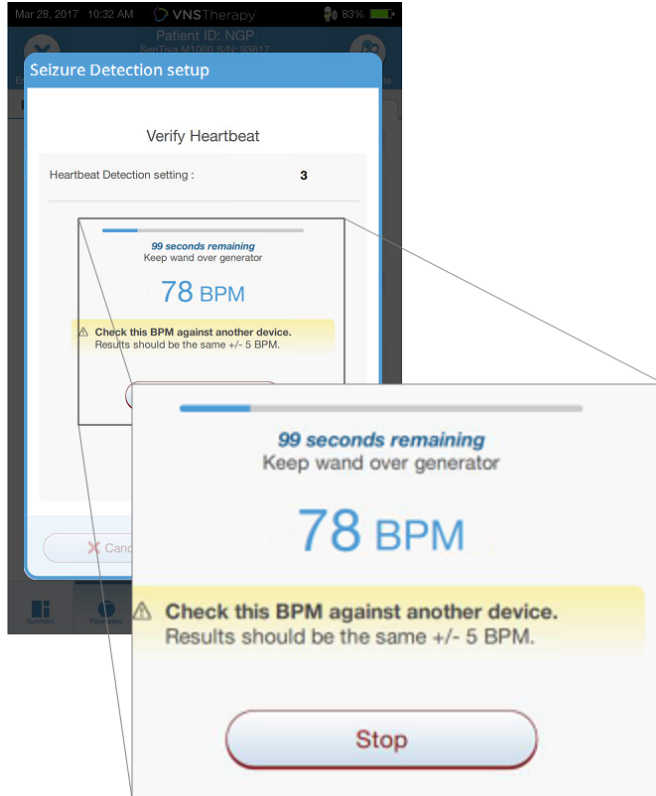 Mar 28, 2017 10:32 AM VNSTherapy 83%
Patient ID: NGP
SenTiva M1000 S/N: 93617
Seizure Detection setup
Verify Heartbeat
Heartbeat Detection setting : 3
99 seconds remaining
Keep wand over generator
78 BPM
Check this BPM against another device.
Results should be the same +/- 5 BPM.
99 seconds remaining
Keep wand over generator
78 BPM
Check this BPM against another device.
Results should be the same +/- 5 BPM.
Stop
Canc
Summary Parameters